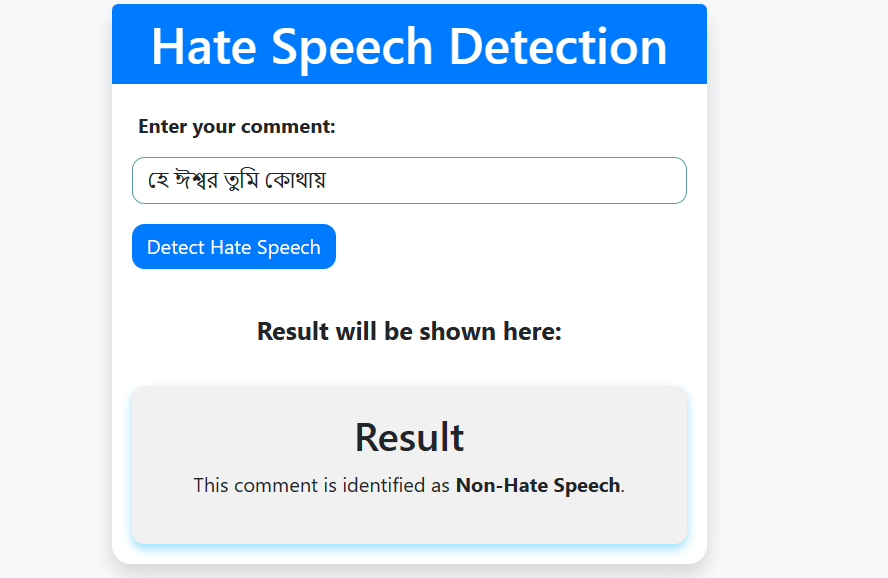 Hate Speech Detection
Enter your comment:
হে ঈশ্বর তুমি কোথায়
Detect Hate Speech
Result will be shown here:
Result
This comment is identified as Non-Hate Speech.